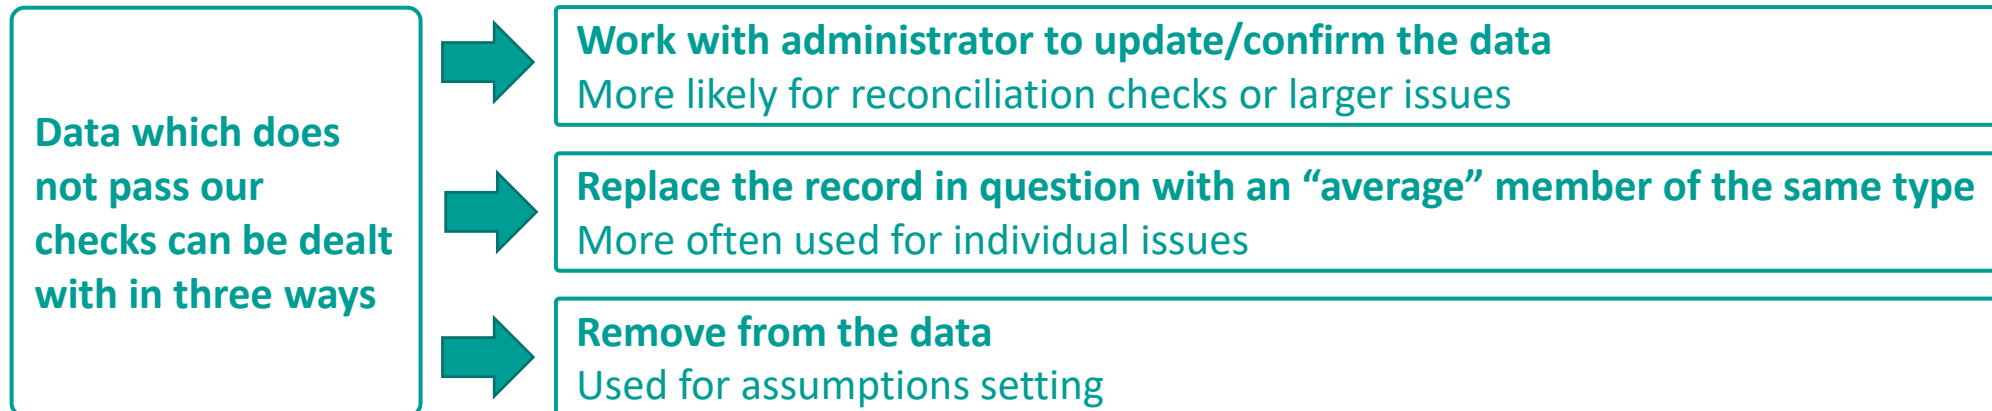 Data which does
not pass our
checks can be dealt
with in three ways
Work with administrator to update/confirm the data
More likely for reconciliation checks or larger issues
Replace the record in question with an “average” member of the same type
More often used for individual issues
Remove from the data
Used for assumptions setting